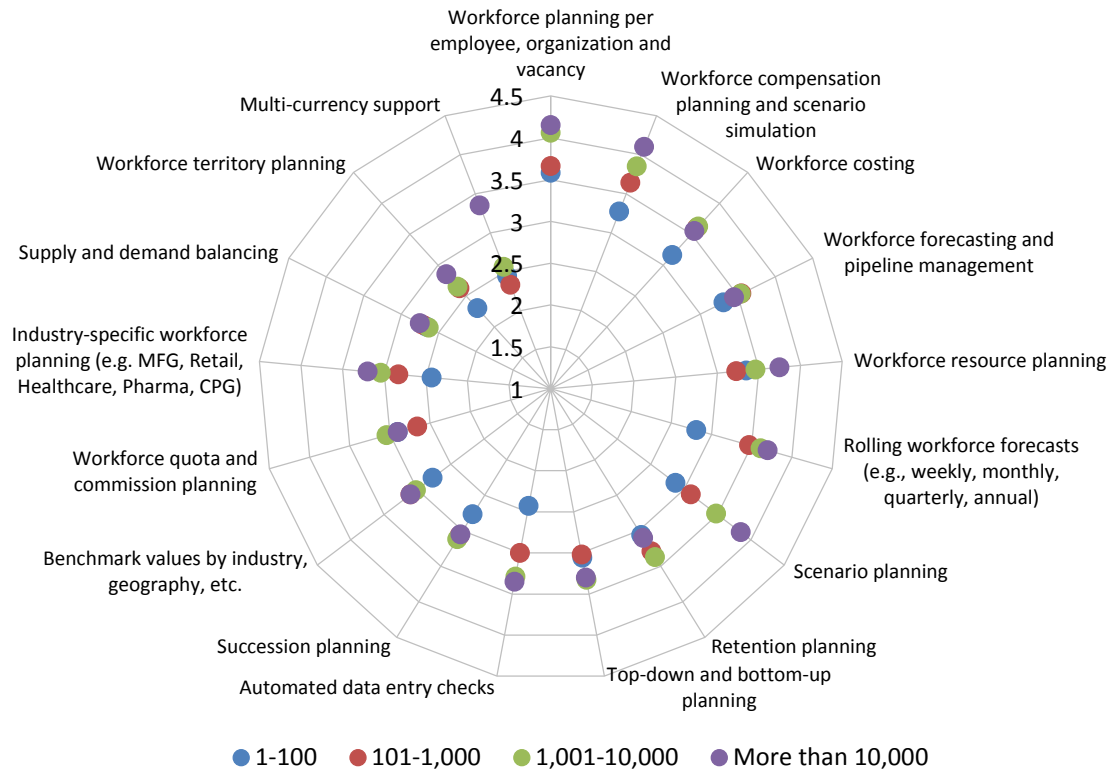 Workforce planning per
employee, organization and
vacancy
Workforce compensation
planning and scenario
simulation
Workforce costing
Workforce forecasting and
pipeline management
Workforce resource planning
Rolling workforce forecasts
(e.g., weekly, monthly,
quarterly, annual)
Scenario planning
Retention planning
Top-down and bottom-up
planning
Automated data entry checks
Succession planning
Benchmark values by industry,
geography, etc.
Workforce quota and
commission planning
Industry-specific workforce
planning (e.g. MFG, Retail,
Healthcare, Pharma, CPG)
Supply and demand balancing
Workforce territory planning
Multi-currency support
4.5
4
3.5
3
2.5
2
1.5
1
1-100
101-1,000
1,001-10,000
More than 10,000